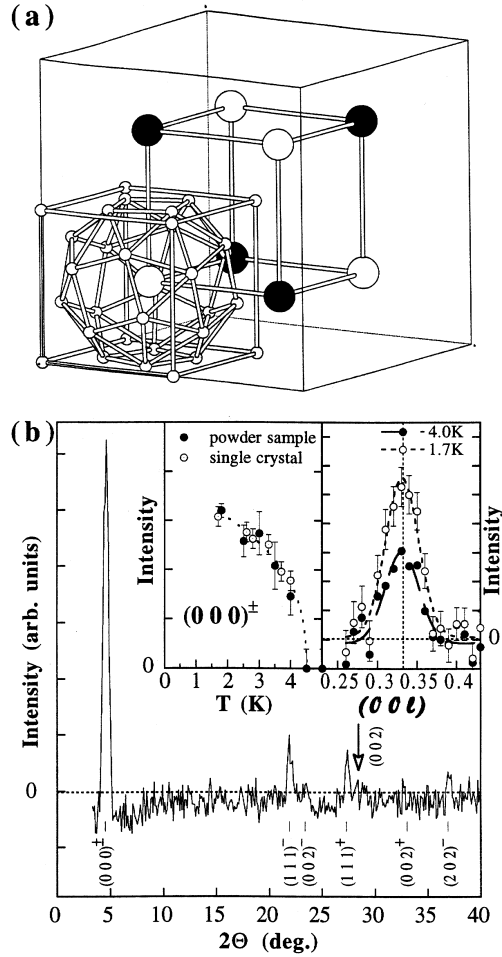 (a)
(b)
● powder sample
○ single crystal
4.0K
1.7K
Intensity
(0 0 0)±
0
0 1 2 3 4
T (K)
Intensity
0
0.26 0.3 0.36 0.4
(0 0 ℓ)
Intensity (arb. units)
0
(0 0 2)
(0 0 0)±
(1 1 1)⁻
(0 0 2)⁻
(1 1 1)⁺
(0 0 2)⁺
(2 0 2)⁻
0 5 10 15 20 25 30 35 40
2Θ (deg.)